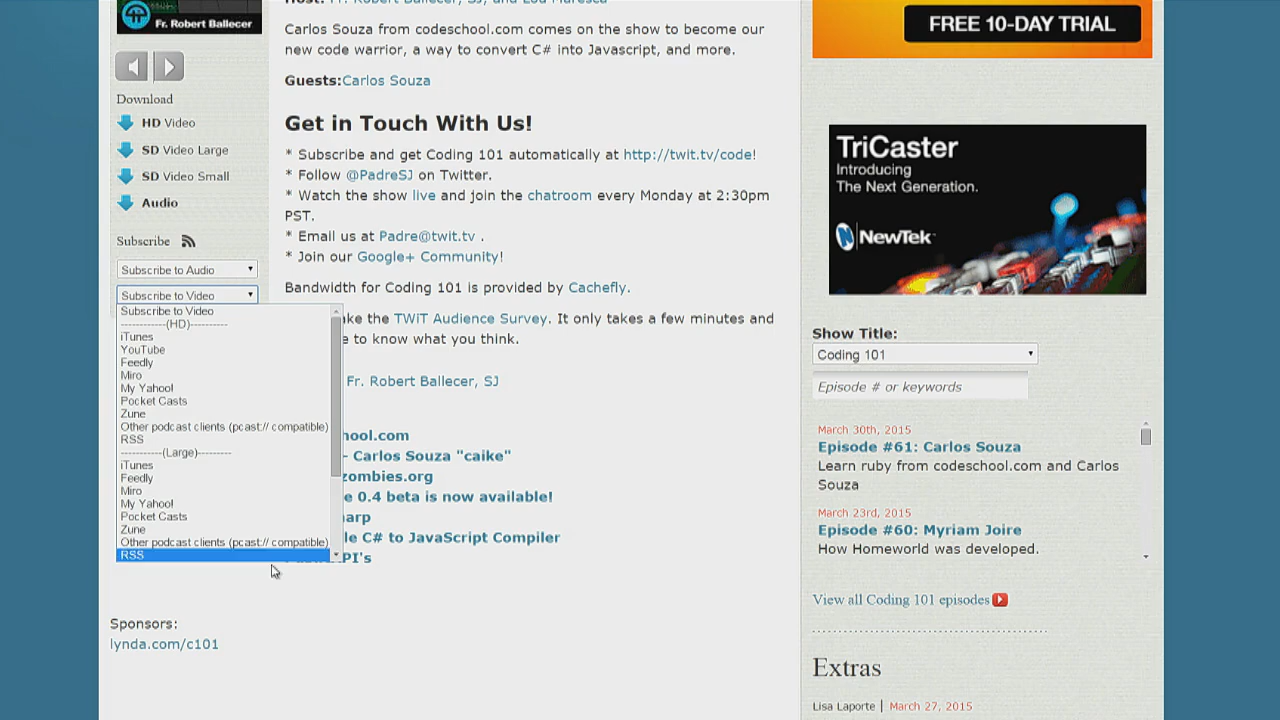 Fr. Robert Ballecer
Download
HD Video
SD Video Large
SD Video Small
Audio
Subscribe
Subscribe to Audio
Subscribe to Video
Subscribe to Video
-----------(HD)----------
iTunes
YouTube
Feedly
Miro
My Yahoo!
Pocket Casts
Zune
Other podcast clients (pcast:// compatible)
RSS
-----------(Large)--------
iTunes
Feedly
Miro
My Yahoo!
Pocket Casts
Zune
Other podcast clients (pcast:// compatible)
RSS
Sponsors:
lynda.com/c101
Host: Fr. Robert Ballecer, SJ, and Lou Maresca
Carlos Souza from codeschool.com comes on the show to become our
new code warrior, a way to convert C# into Javascript, and more.
Guests:Carlos Souza
Get in Touch With Us!
* Subscribe and get Coding 101 automatically at http://twit.tv/code!
* Follow @PadreSJ on Twitter.
* Watch the show live and join the chatroom every Monday at 2:30pm
PST.
* Email us at Padre@twit.tv .
* Join our Google+ Community!
Bandwidth for Coding 101 is provided by Cachefly.
the TWiT Audience Survey. It only takes a few minutes and
to know what you think.
Fr. Robert Ballecer, SJ
- Carlos Souza "caike"
0.4 beta is now available!
C# to JavaScript Compiler
FREE 10-DAY TRIAL
TriCaster
Introducing
The Next Generation.
NewTek
Show Title:
Coding 101
Episode # or keywords
March 30th, 2015
Episode #61: Carlos Souza
Learn ruby from codeschool.com and Carlos
Souza
March 23rd, 2015
Episode #60: Myriam Joire
How Homeworld was developed.
View all Coding 101 episodes
Extras
Lisa Laporte | March 27, 2015